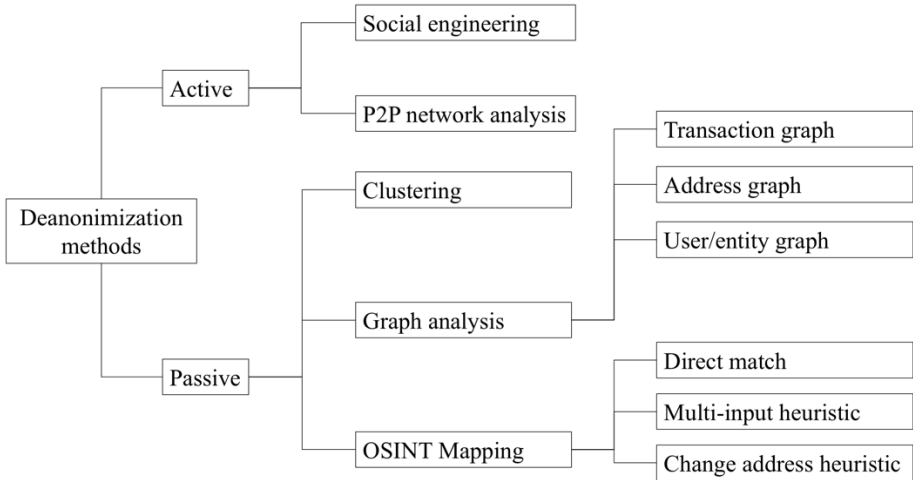 Social engineering
Active
P2P network analysis
Transaction graph
Clustering
Address graph
Deanonimization
methods
User/entity graph
Graph analysis
Passive
Direct match
Multi-input heuristic
OSINT Mapping
Change address heuristic